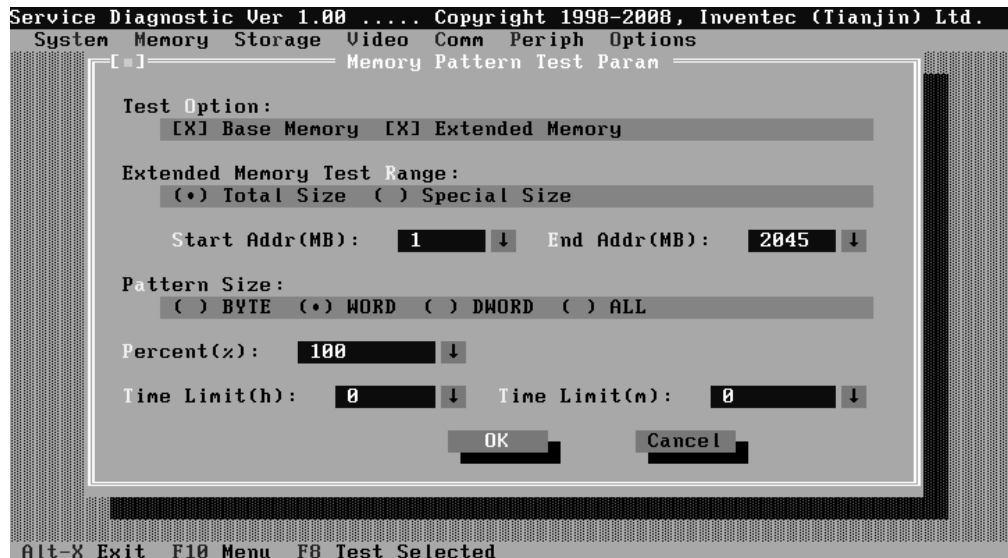 Service Diagnostic Ver 1.00 ..... Copyright 1998-2008, Inventec (Tianjin) Ltd.
System Memory Storage Video Comm Periph Options
[■] Memory Pattern Test Param
Test Option:
[X] Base Memory [X] Extended Memory
Extended Memory Test Range:
(•) Total Size ( ) Special Size
Start Addr(MB): 1 ↓ End Addr(MB): 2045 ↓
Pattern Size:
( ) BYTE (•) WORD ( ) DWORD ( ) ALL
Percent(%): 100 ↓
Time Limit(h): 0 ↓ Time Limit(m): 0 ↓
OK Cancel
Alt-X Exit F10 Menu F8 Test Selected